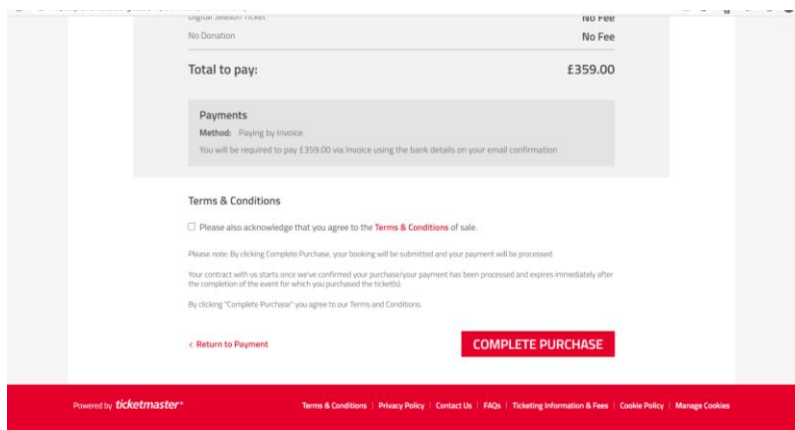 Digital Season Ticket No Fee
No Donation No Fee
Total to pay: £359.00
Payments
Method: Paying by Invoice
You will be required to pay £359.00 via Invoice using the bank details on your email confirmation
Terms & Conditions
Please also acknowledge that you agree to the Terms & Conditions of sale.
Please note: By clicking Complete Purchase, your booking will be submitted and your payment will be processed.
Your contract with us starts once we've confirmed your purchase/your payment has been processed and expires immediately after
the completion of the event for which you purchased the ticket(s).
By clicking "Complete Purchase" you agree to our Terms and Conditions.
< Return to Payment COMPLETE PURCHASE
Powered by ticketmaster® Terms & Conditions | Privacy Policy | Contact Us | FAQs | Ticketing Information & Fees | Cookie Policy | Manage Cookies